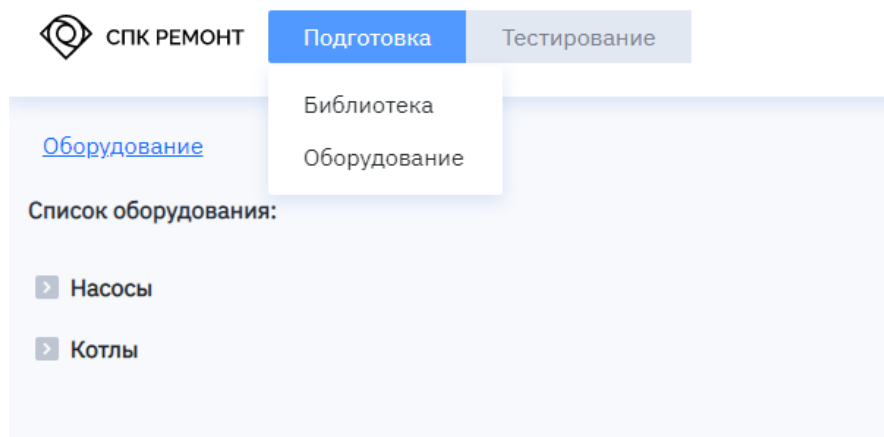 СПК РЕМОНТ Подготовка Тестирование
Библиотека
Оборудование
Оборудование
Список оборудования:
Насосы
Котлы